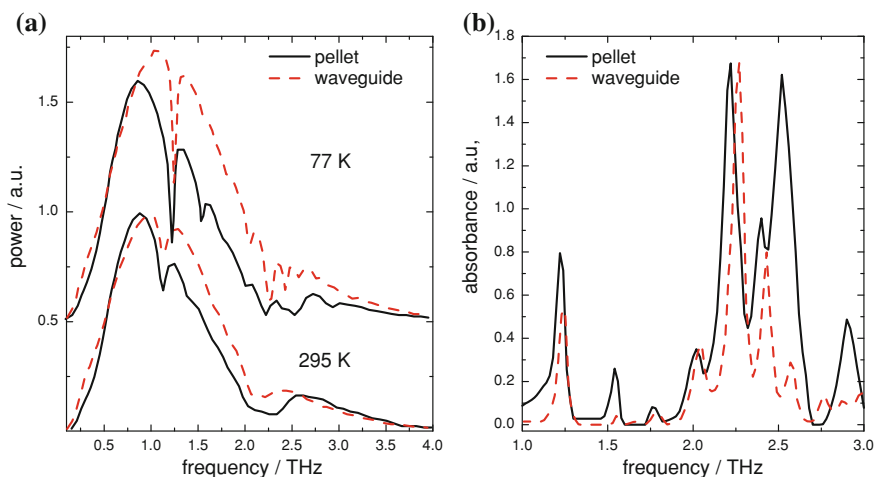 (a)
pellet
waveguide
77 K
295 K
power / a.u.
1.5
1.0
0.5
0.5 1.0 1.5 2.0 2.5 3.0 3.5 4.0
frequency / THz
(b)
pellet
waveguide
absorbance / a.u,
1.8
1.6
1.4
1.2
1.0
0.8
0.6
0.4
0.2
0.0
1.0 1.5 2.0 2.5 3.0
frequency / THz